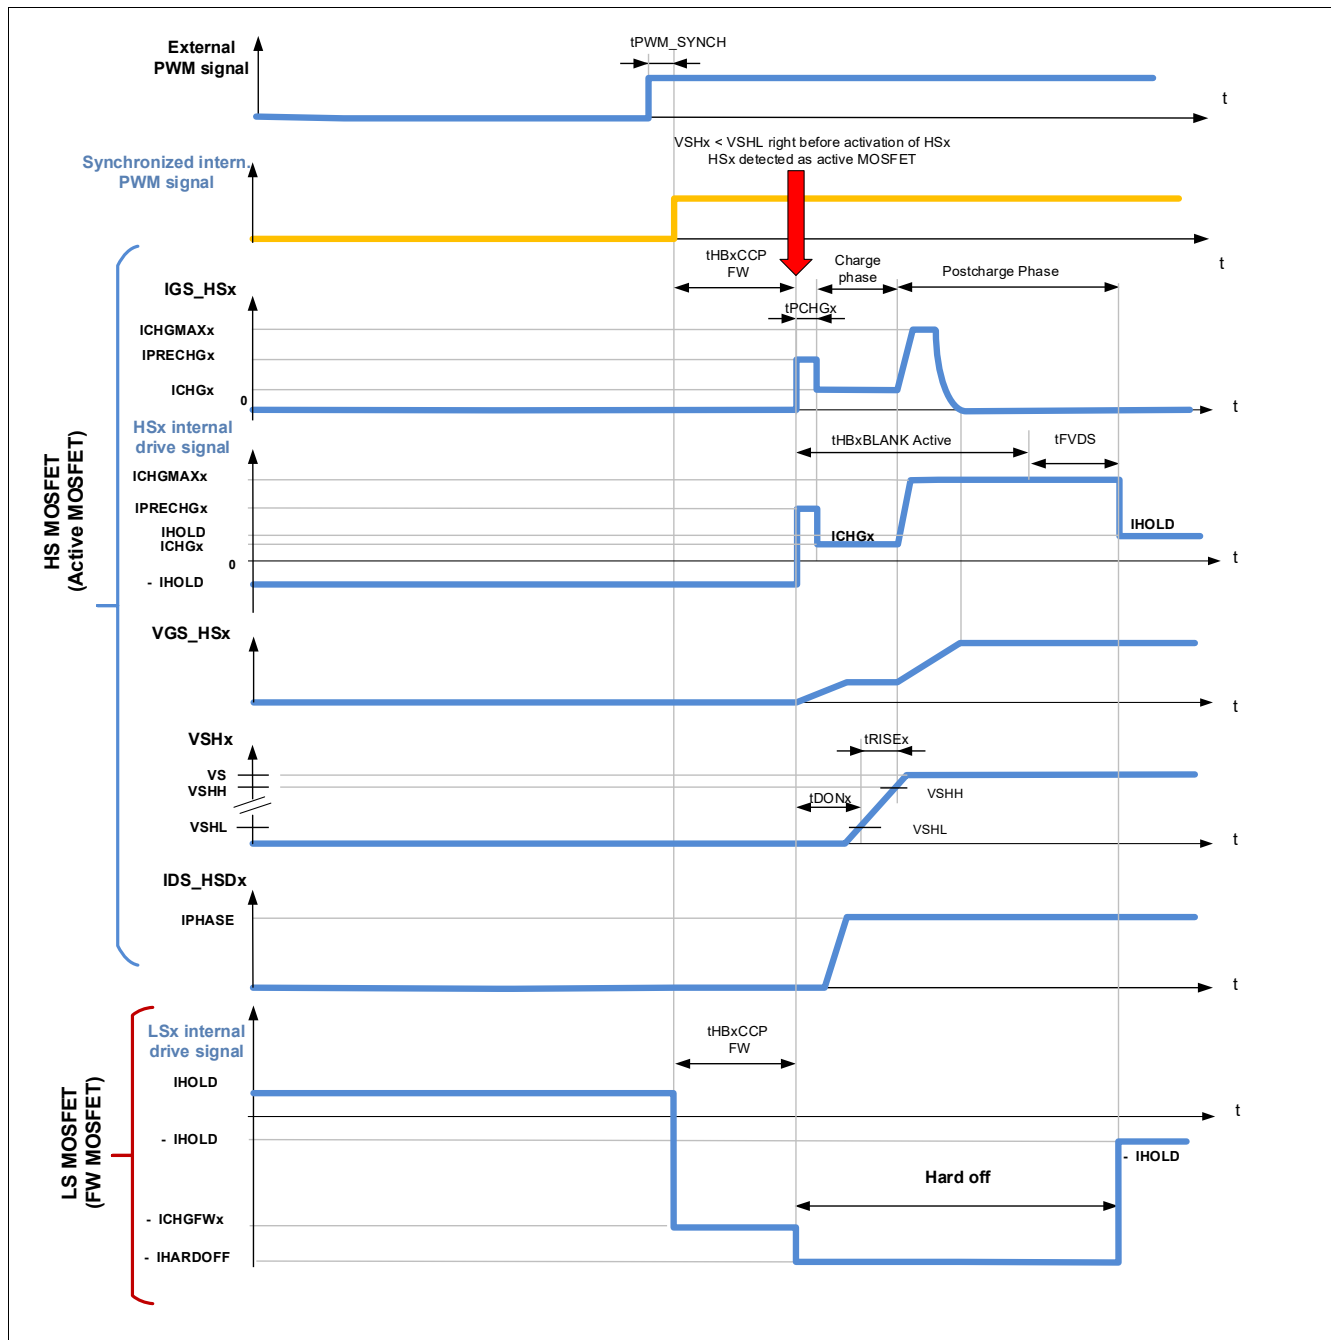 External
PWM signal
tPWM_SYNCH
t
VSHx < VSHL right before activation of HSx
HSx detected as active MOSFET
Synchronized intern.
PWM signal
t
HS MOSFET
(Active MOSFET)
IGS_HSx
tHBxCCP
FW
Charge
phase
Postcharge Phase
tPCHGx
ICHGMAXx
IPRECHGx
ICHGx
0
t
HSx internal
drive signal
tHBxBLANK Active
tFVDS
ICHGMAXx
IPRECHGx
IHOLD
ICHGx
ICHGx
IHOLD
0
t
- IHOLD
VGS_HSx
t
VSHx
tRISEx
VS
VSHH
tDONx
VSHH
VSHL
VSHL
t
IDS_HSDx
IPHASE
t
LS MOSFET
(FW MOSFET)
LSx internal
drive signal
tHBxCCP
FW
IHOLD
t
- IHOLD
- IHOLD
Hard off
- ICHGFWx
- IHARDOFF